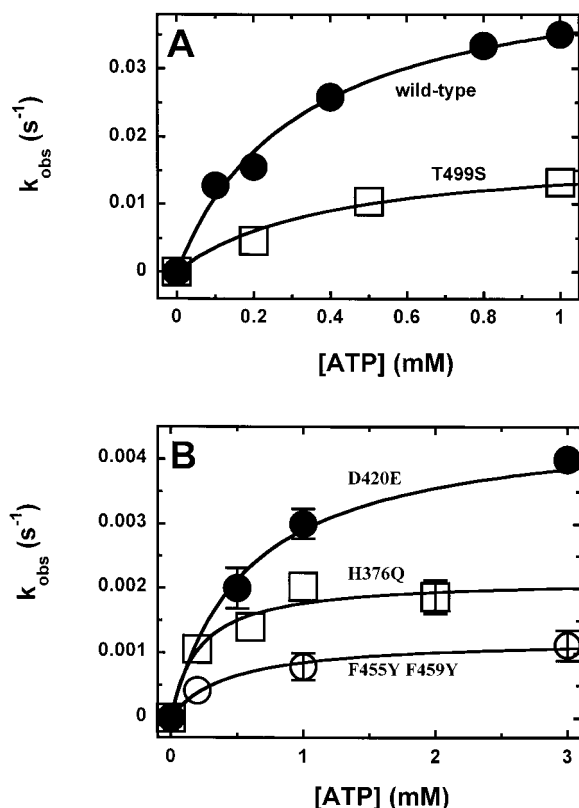 A
0.03
wild-type
0.02
k_obs (s⁻¹)
T499S
0.01
0
0 0.2 0.4 0.6 0.8 1
[ATP] (mM)
B
0.004
D420E
0.003
k_obs (s⁻¹)
H376Q
0.002
0.001
F455Y F459Y
0
0 1 2 3
[ATP] (mM)